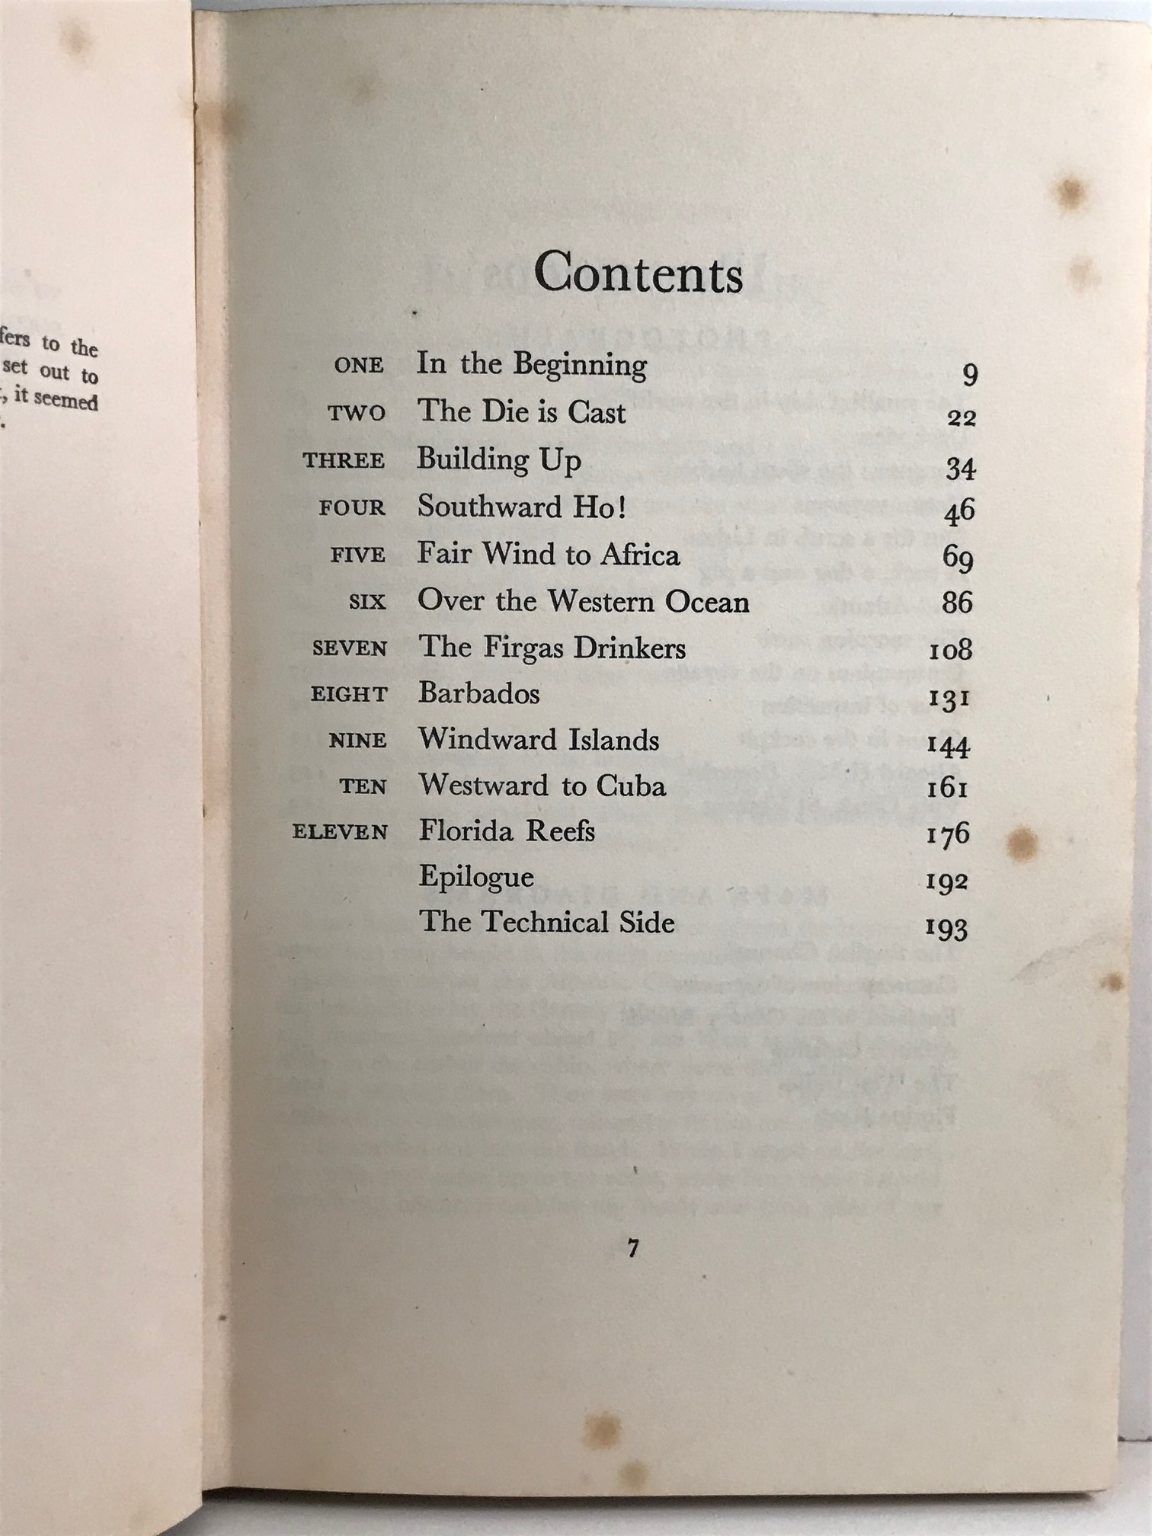 fers to the
set out to
, it seemed
.
Contents
ONE In the Beginning 9
TWO The Die is Cast 22
THREE Building Up 34
FOUR Southward Ho! 46
FIVE Fair Wind to Africa 69
SIX Over the Western Ocean 86
SEVEN The Firgas Drinkers 108
EIGHT Barbados 131
NINE Windward Islands 144
TEN Westward to Cuba 161
ELEVEN Florida Reefs 176
Epilogue 192
The Technical Side 193
7